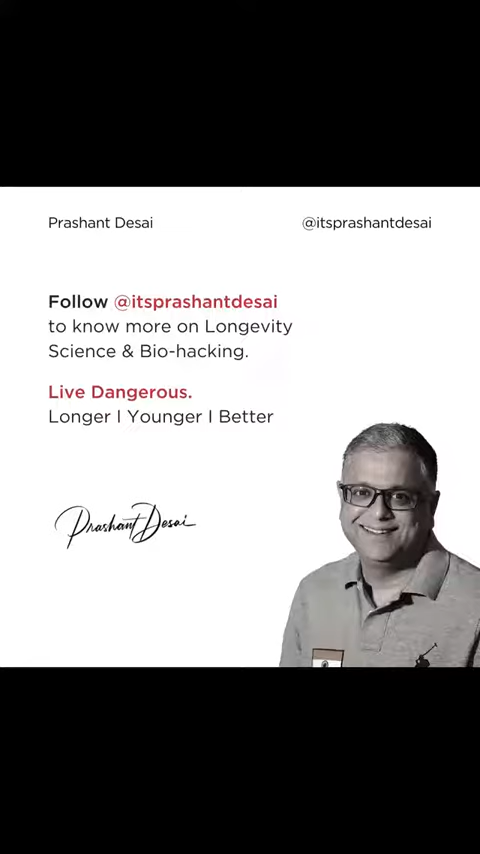 Prashant Desai
@itsprashantdesai
Follow @itsprashantdesai
to know more on Longevity
Science & Bio-hacking.
Live Dangerous.
Longer I Younger I Better
Prashant Desai